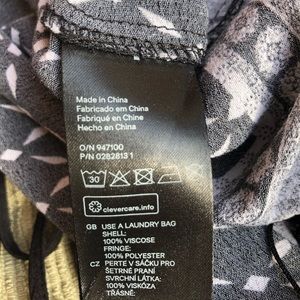 Made in China
Fabricado em China
Fabriqué en Chine
Hecho en China
O/N 947100
P/N 0282813 1
30
clevercare.info
GB USE A LAUNDRY BAG
SHELL:
100% VISCOSE
FRINGE:
100% POLYESTER
CZ PERTE V SÁČKU PRO
ŠETRNÉ PRANÍ
SVRCHNÍ LÁTKA:
100% VISKÓZA
TŘÁSNĚ: